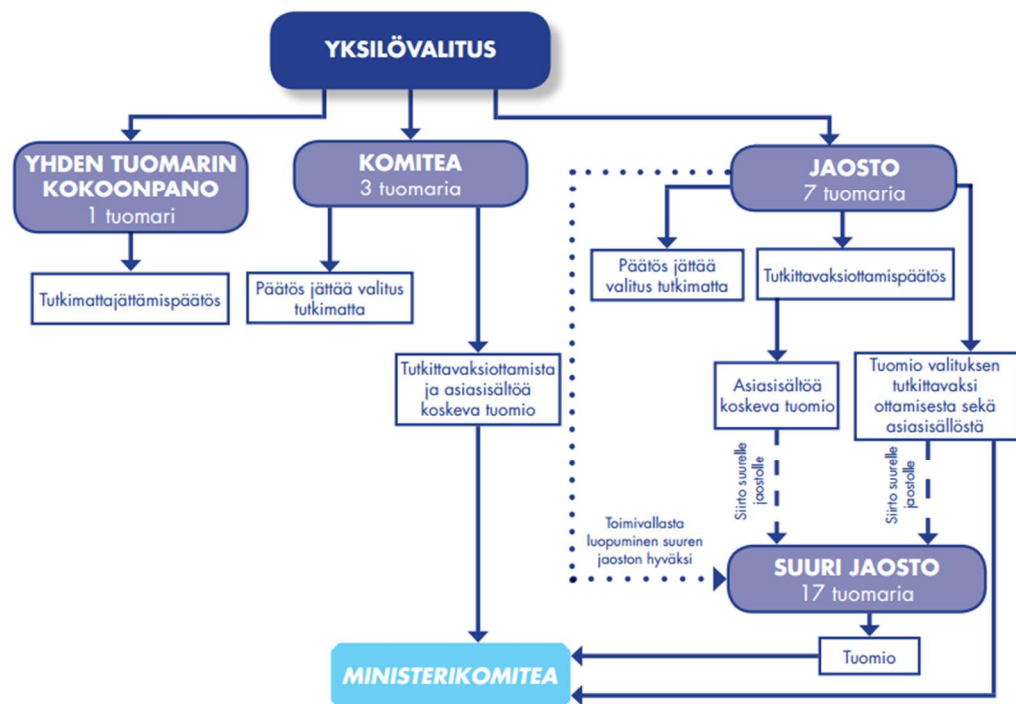 YKSILÖVALITUS
YHDEN TUOMARIN
KOKOONPANO
1 tuomari
KOMITEA
3 tuomaria
JAOSTO
7 tuomaria
Tutkimattajättämispäätös
Päätös jättää valitus
tutkimatta
Päätös jättää
valitus tutkimatta
Tutkittavaksiottamispäätös
Tutkittavaksiottamista
ja asiasisältöä
koskeva tuomio
Asiasisältöä
koskeva tuomio
Tuomio valituksen
tutkittavaksi
ottamisesta sekä
asiasisällöstä
Siirto suurelle
jaostolle
Siirto suurelle
jaostolle
Toimivallasta
luopuminen suuren
jaoston hyväksi
SUURI JAOSTO
17 tuomaria
Tuomio
MINISTERIKOMITEA